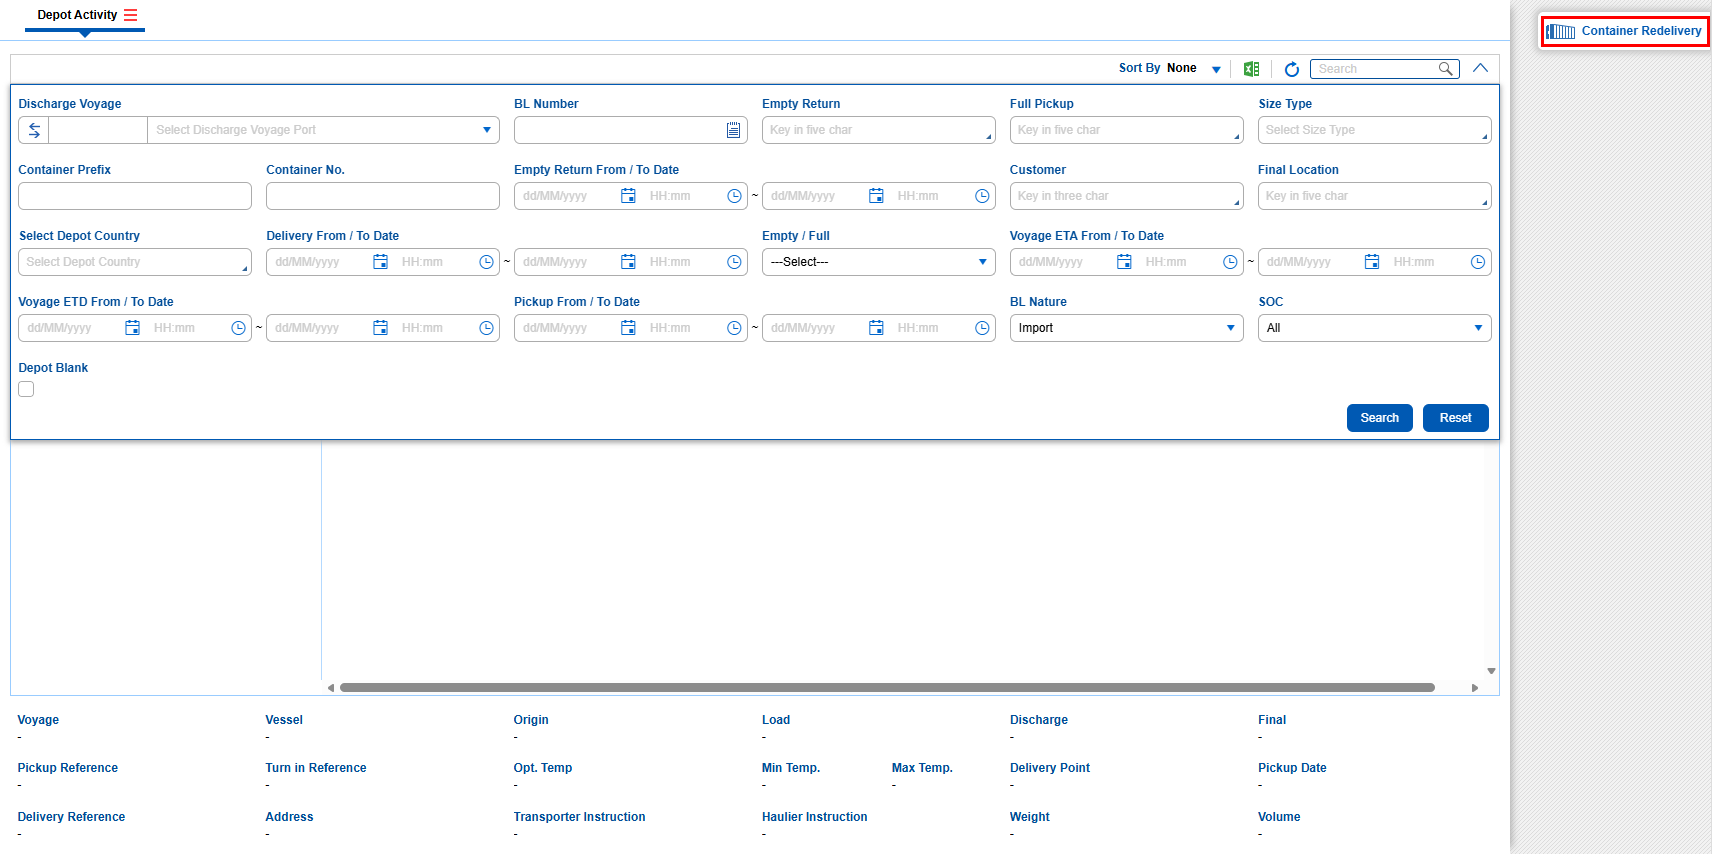 Depot Activity
Container Redelivery
Sort By None
Search
Discharge Voyage
BL Number
Empty Return
Full Pickup
Size Type
Select Discharge Voyage Port
Key in five char
Key in five char
Select Size Type
Container Prefix
Container No.
Empty Return From / To Date
Customer
Final Location
dd/MM/yyyy HH:mm ~ dd/MM/yyyy HH:mm
Key in three char
Key in five char
Select Depot Country
Delivery From / To Date
Empty / Full
Voyage ETA From / To Date
Select Depot Country
dd/MM/yyyy HH:mm ~ dd/MM/yyyy HH:mm
---Select---
dd/MM/yyyy HH:mm ~ dd/MM/yyyy HH:mm
Voyage ETD From / To Date
Pickup From / To Date
BL Nature
SOC
dd/MM/yyyy HH:mm ~ dd/MM/yyyy HH:mm
dd/MM/yyyy HH:mm ~ dd/MM/yyyy HH:mm
Import
All
Depot Blank
Search
Reset
Voyage
Vessel
Origin
Load
Discharge
Final
- - - - - -
Pickup Reference
Turn in Reference
Opt. Temp
Min Temp.
Max Temp.
Delivery Point
Pickup Date
- - - - - - -
Delivery Reference
Address
Transporter Instruction
Haulier Instruction
Weight
Volume
- - - - - -